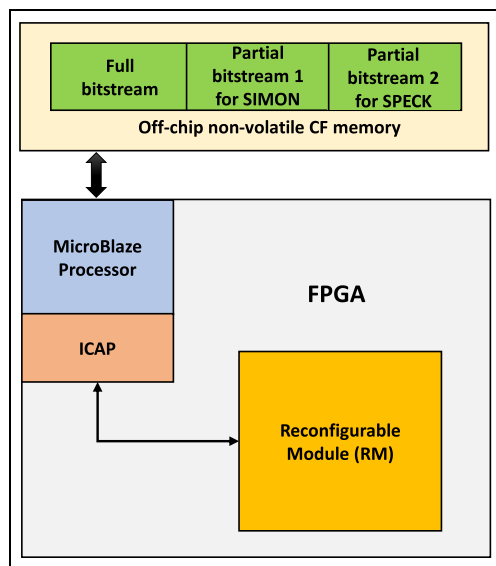 Full
bitstream
Partial
bitstream 1
for SIMON
Partial
bitstream 2
for SPECK
Off-chip non-volatile CF memory
MicroBlaze
Processor
FPGA
ICAP
Reconfigurable
Module (RM)